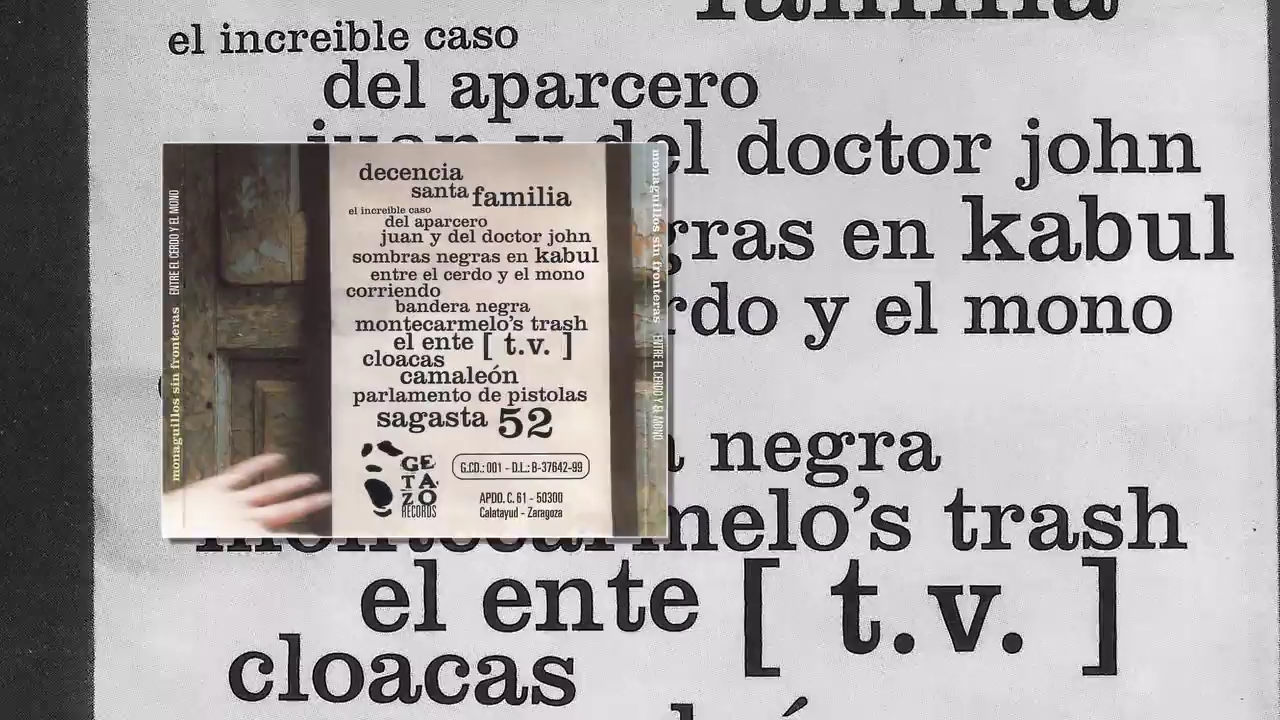 familia
el increible caso
del aparcero
juan y del doctor john
gras en kabul
rdo y el mono
negra
montecarmelo's trash
el ente [ t.v. ]
cloacas
monaguillos sin fronteras ENTRE EL CERDO Y EL MONO
decencia
santa familia
el increible caso
del aparcero
juan y del doctor john
sombras negras en kabul
entre el cerdo y el mono
corriendo
bandera negra
montecarmelo's trash
el ente [ t.v. ]
cloacas
camaleón
parlamento de pistolas
sagasta 52
GE
TA
ZO
RECORDS
G.CD.: 001 - D.L.: B-37642-99
APDO. C. 61 - 50300
Calatayud - Zaragoza
monaguillos sin fronteras ENTRE EL CERDO Y EL MONO